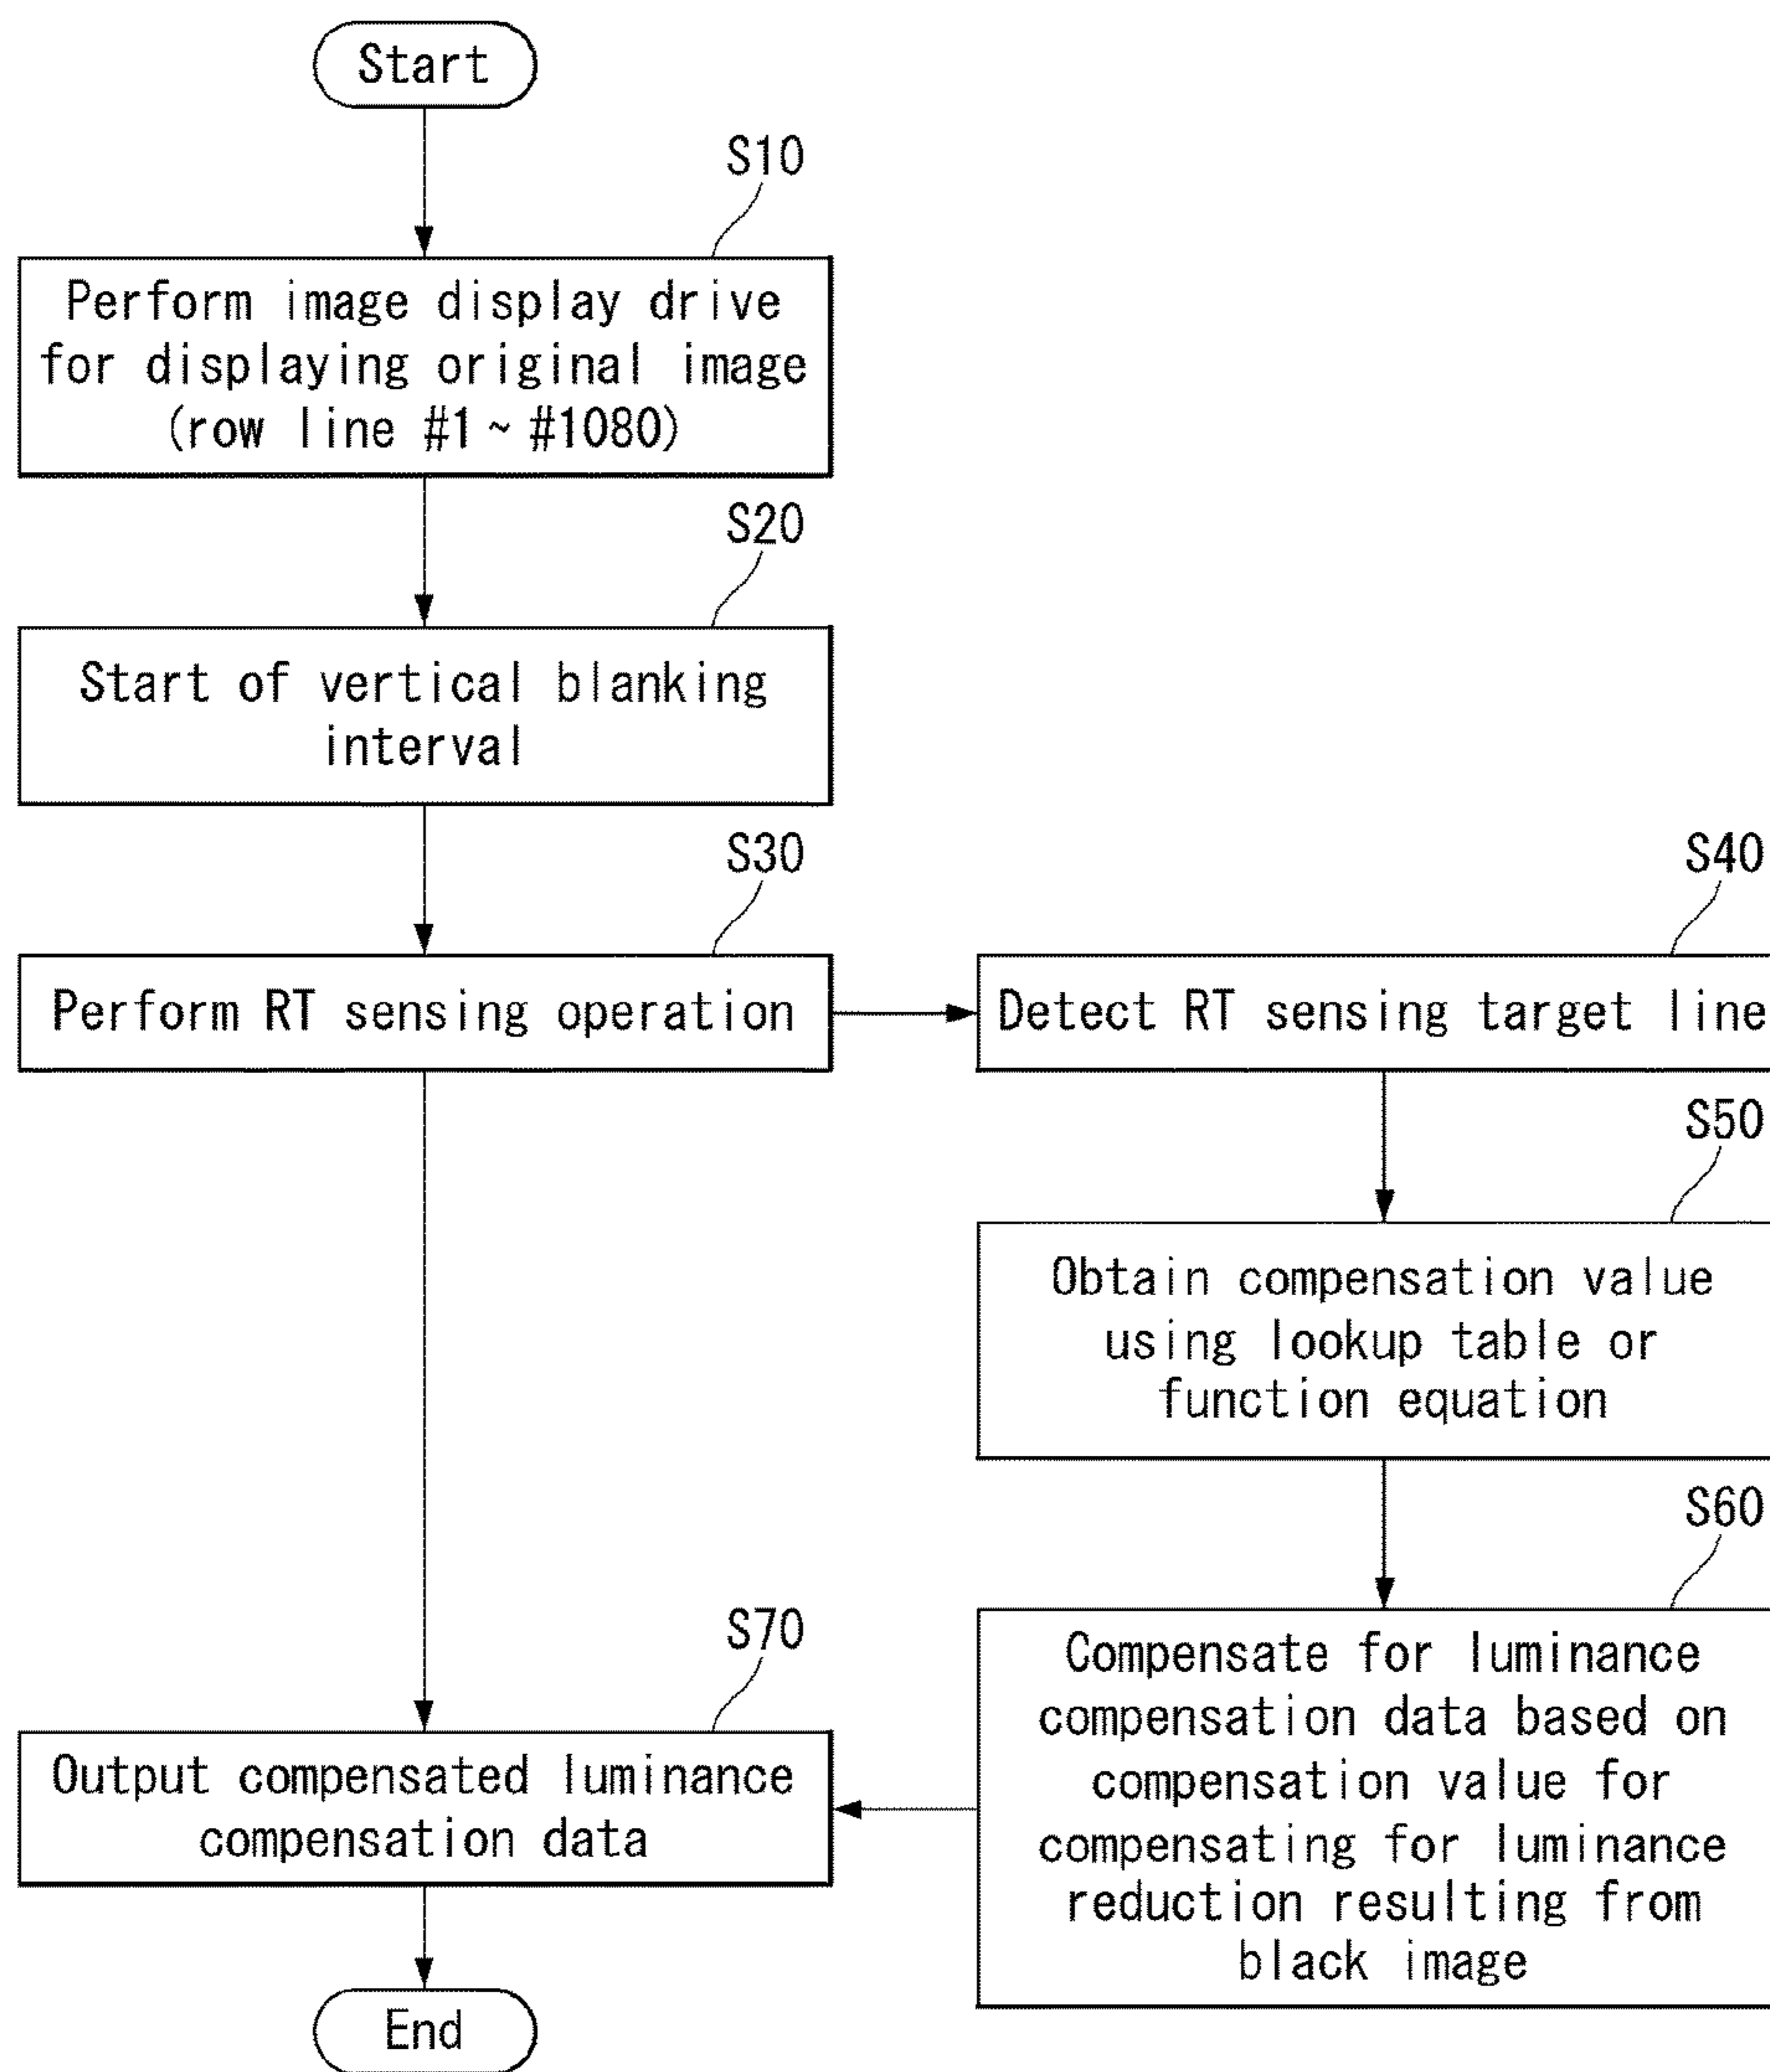 Start
S10
Perform image display drive
for displaying original image
(row line #1 ~ #1080)
S20
Start of vertical blanking
interval
S30
Perform RT sensing operation
S40
Detect RT sensing target line
S50
Obtain compensation value
using lookup table or
function equation
S60
Compensate for luminance
compensation data based on
compensation value for
compensating for luminance
reduction resulting from
black image
S70
Output compensated luminance
compensation data
End